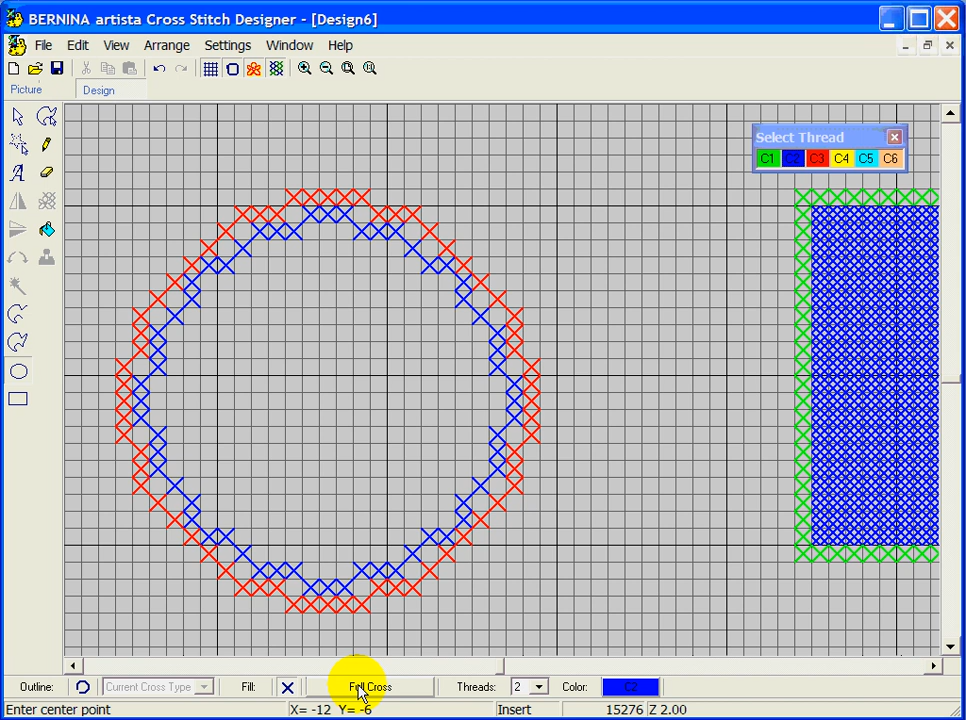 BERNINA artista Cross Stitch Designer - [Design6]
File Edit View Arrange Settings Window Help
Picture Design
Select Thread
C1 C2 C3 C4 C5 C6
A
Outline: Current Cross Type Fill: Full Cross Threads: 2 Color: C2
Enter center point X= -12 Y= -6 Insert 15276 Z 2.00